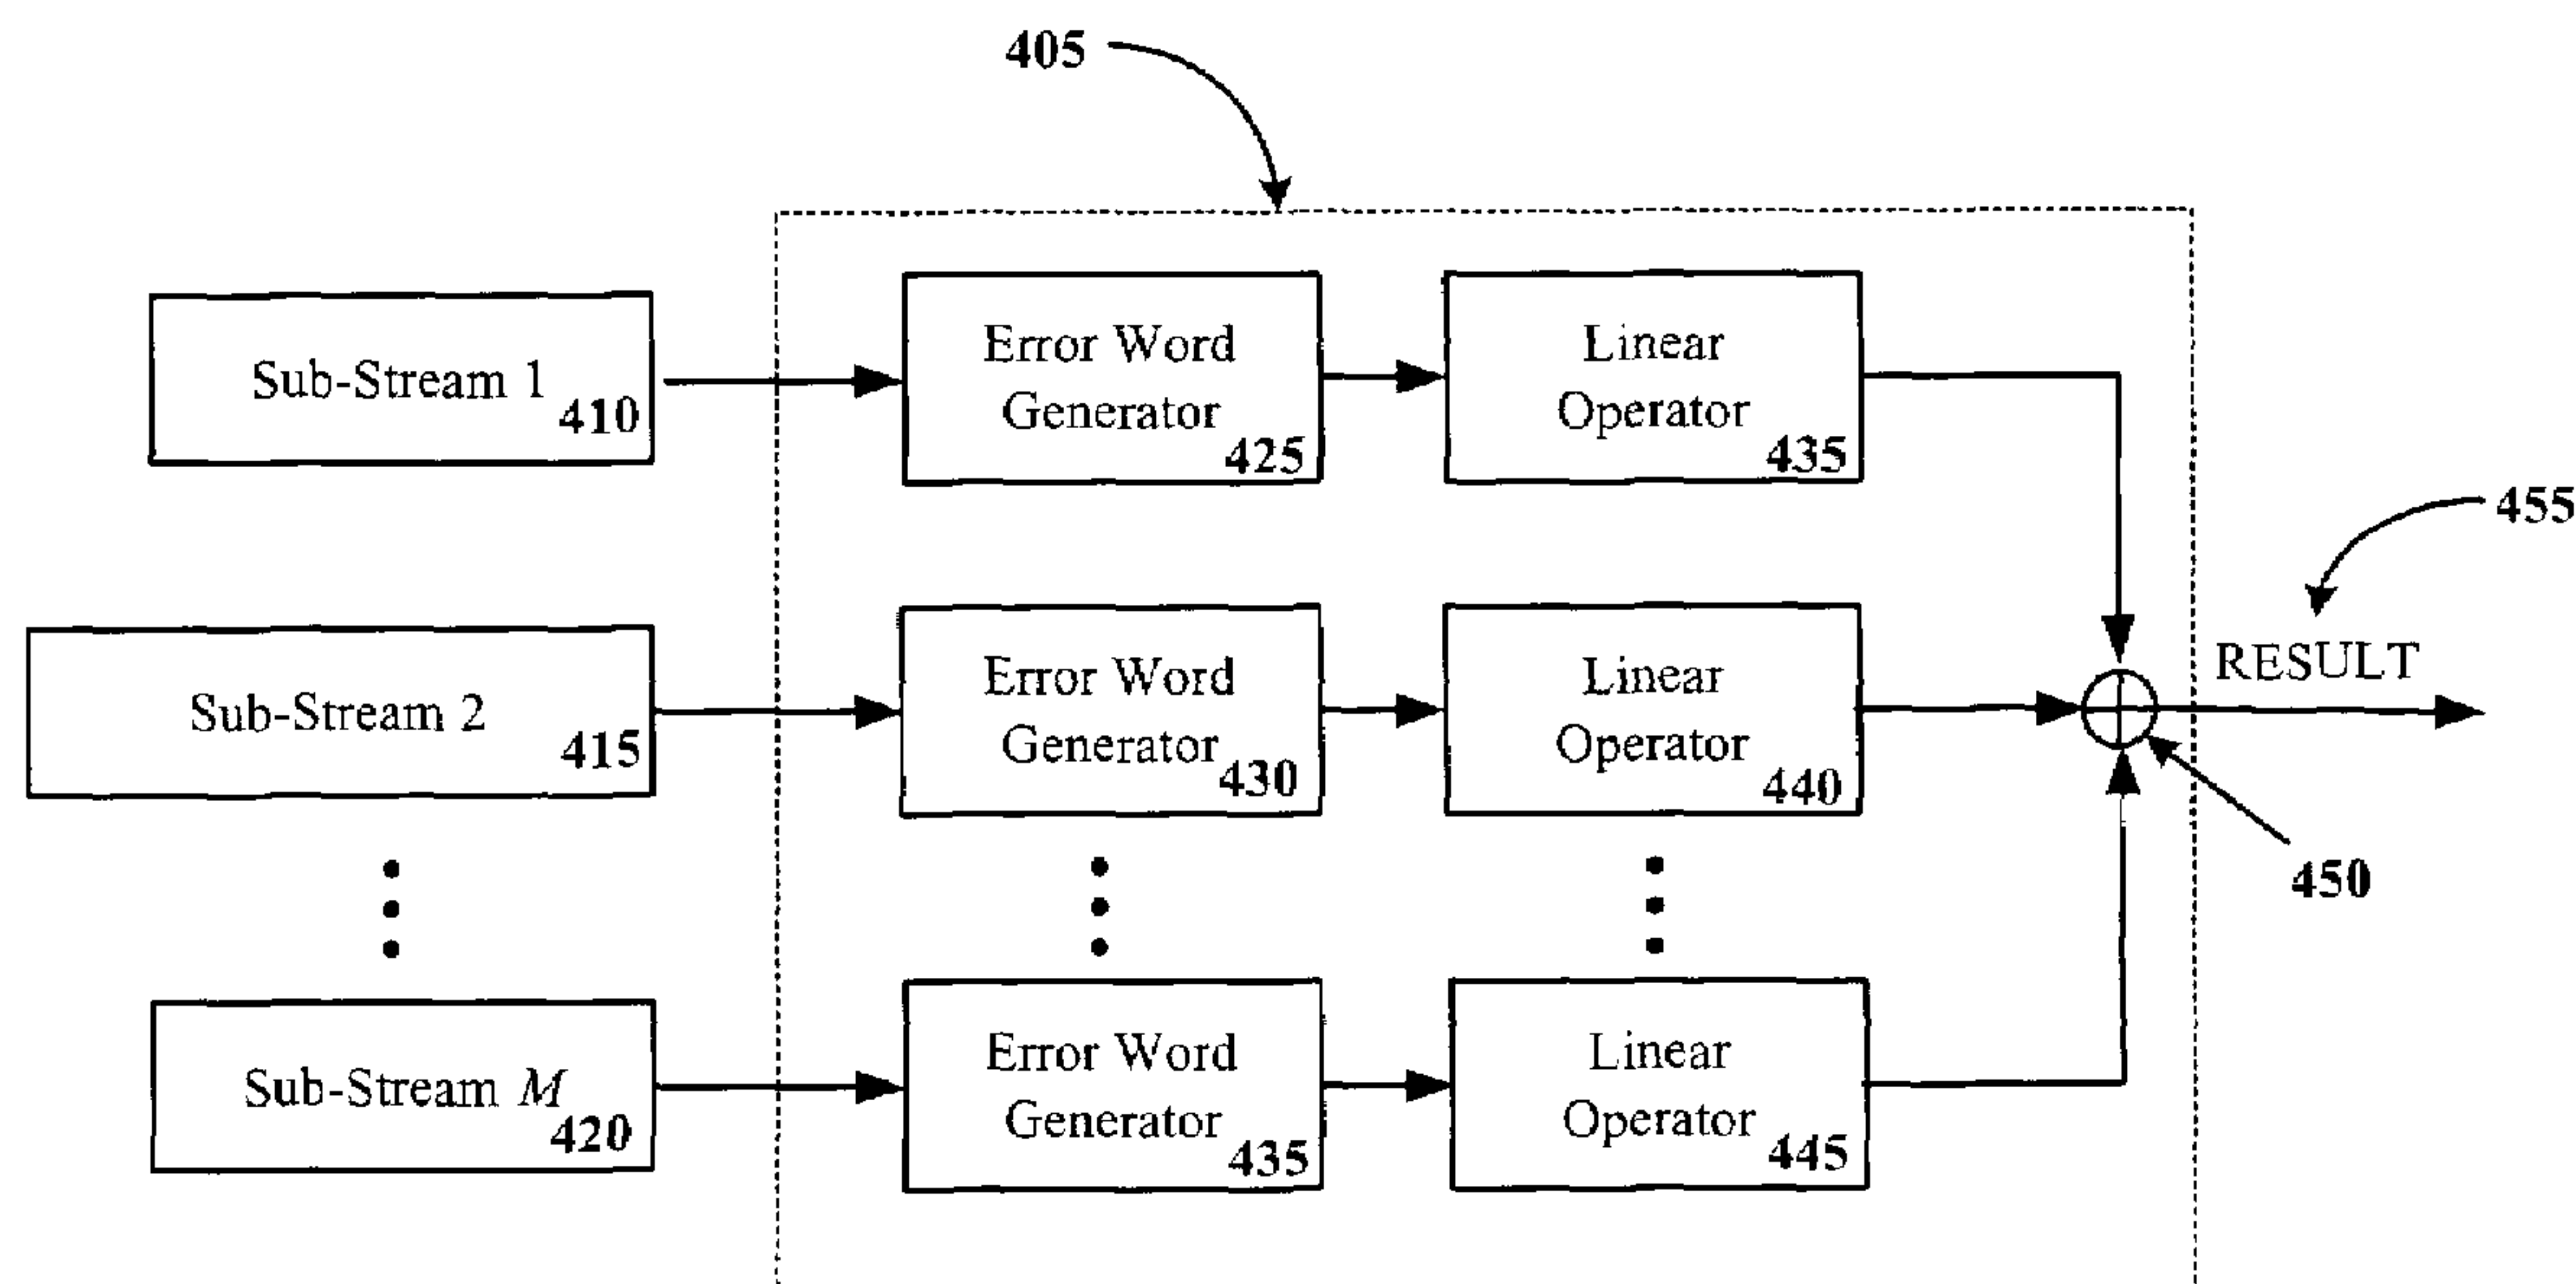 405
Sub-Stream 1
410
Error Word
Generator
425
Linear
Operator
435
455
RESULT
Sub-Stream 2
415
Error Word
Generator
430
Linear
Operator
440
450
Sub-Stream M
420
Error Word
Generator
435
Linear
Operator
445